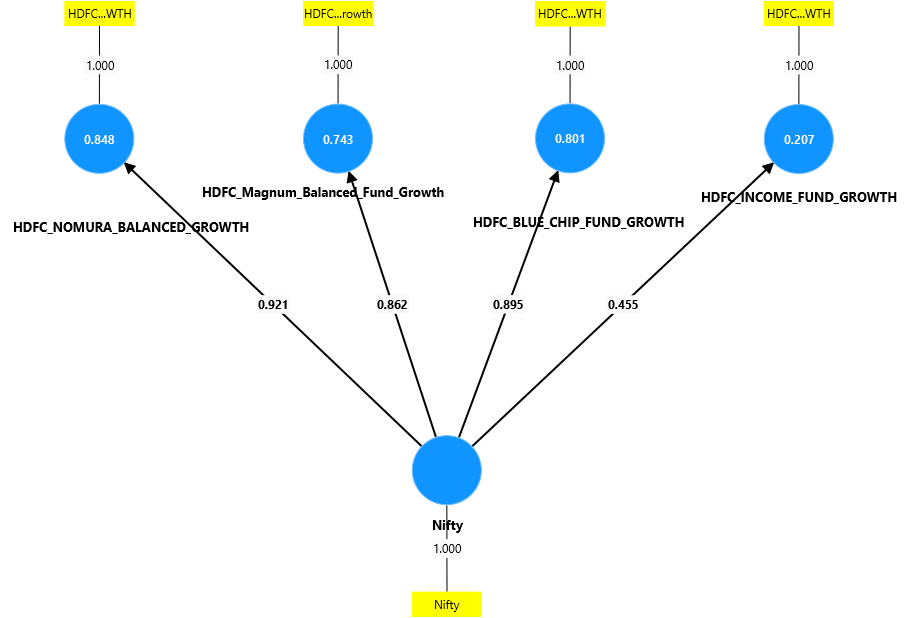 HDFC...WTH
HDFC...rowth
HDFC...WTH
HDFC...WTH
1.000
1.000
1.000
1.000
0.848
0.743
0.801
0.207
HDFC_Magnum_Balanced_Fund_Growth
HDFC_INCOME_FUND_GROWTH
HDFC_BLUE_CHIP_FUND_GROWTH
HDFC_NOMURA_BALANCED_GROWTH
0.921
0.862
0.895
0.455
Nifty
1.000
Nifty